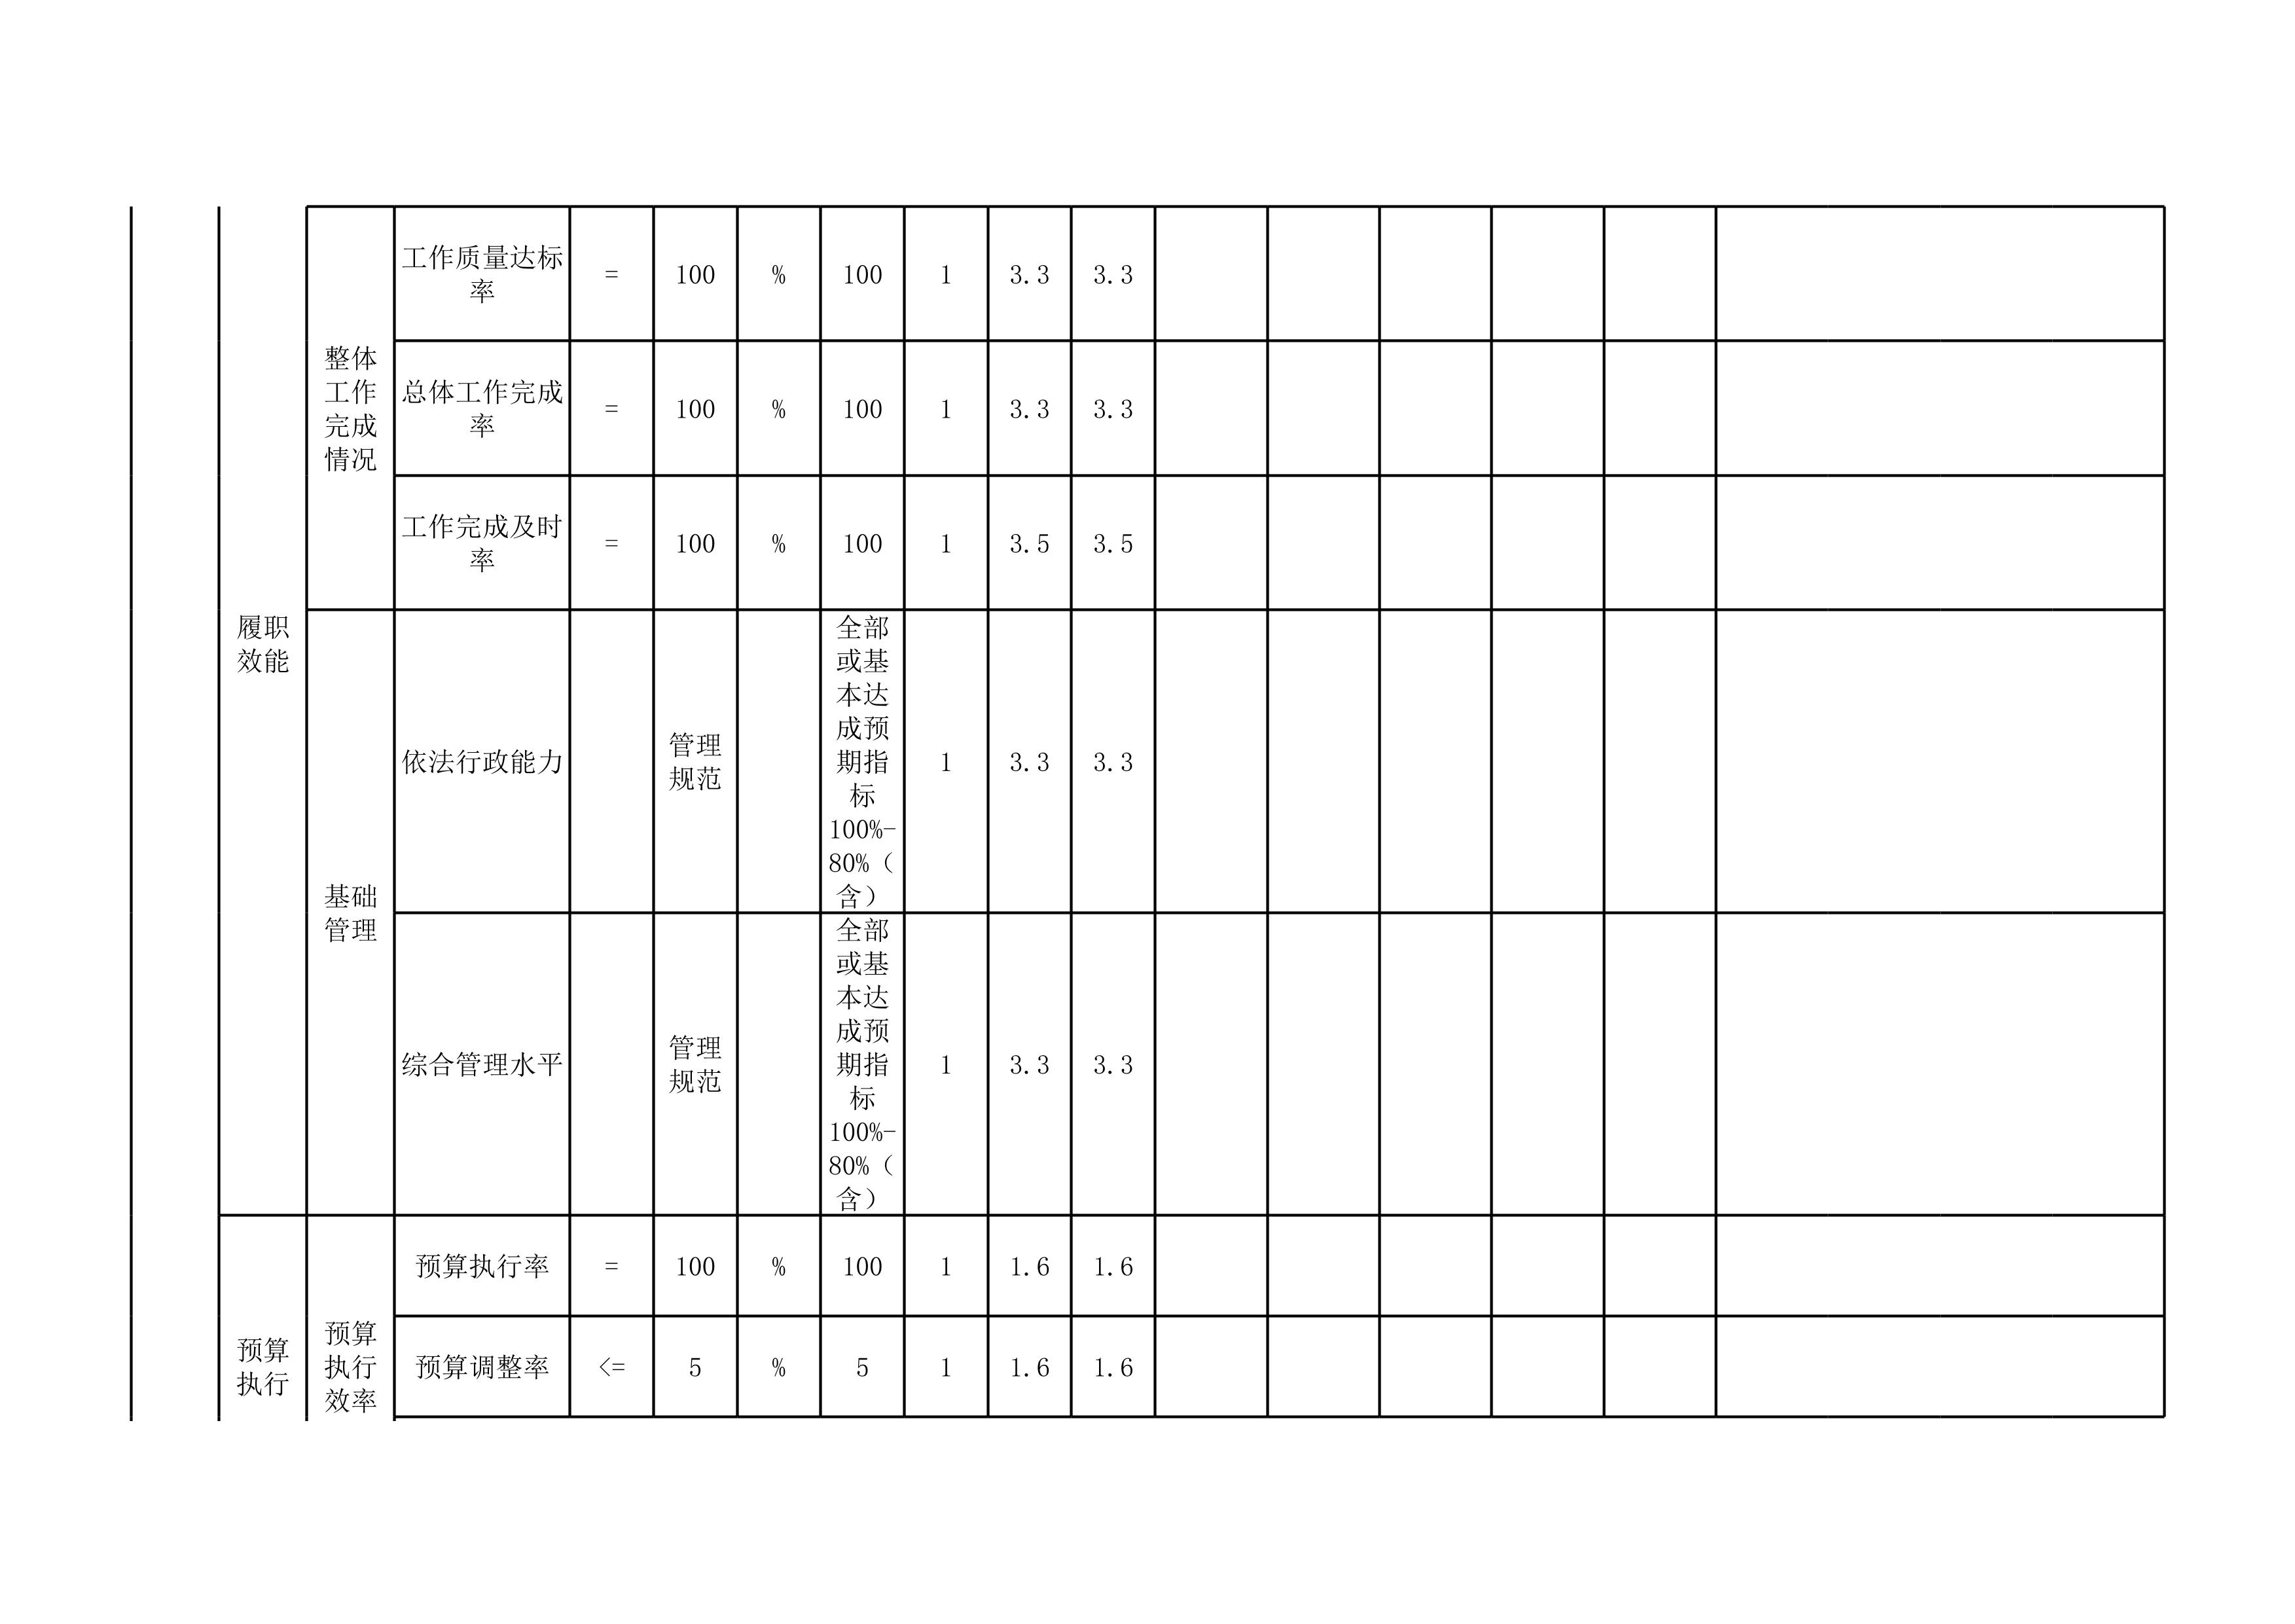 履职
效能
整体
工作
完成
情况
工作质量达标
率
=
100
%
100
1
3.3
3.3
总体工作完成
率
=
100
%
100
1
3.3
3.3
工作完成及时
率
=
100
%
100
1
3.5
3.5
基础
管理
依法行政能力
管理
规范
全部
或基
本达
成预
期指
标
100%-
80%（
含）
1
3.3
3.3
综合管理水平
管理
规范
全部
或基
本达
成预
期指
标
100%-
80%（
含）
1
3.3
3.3
预算
执行
预算
执行
效率
预算执行率
=
100
%
100
1
1.6
1.6
预算调整率
<=
5
%
5
1
1.6
1.6